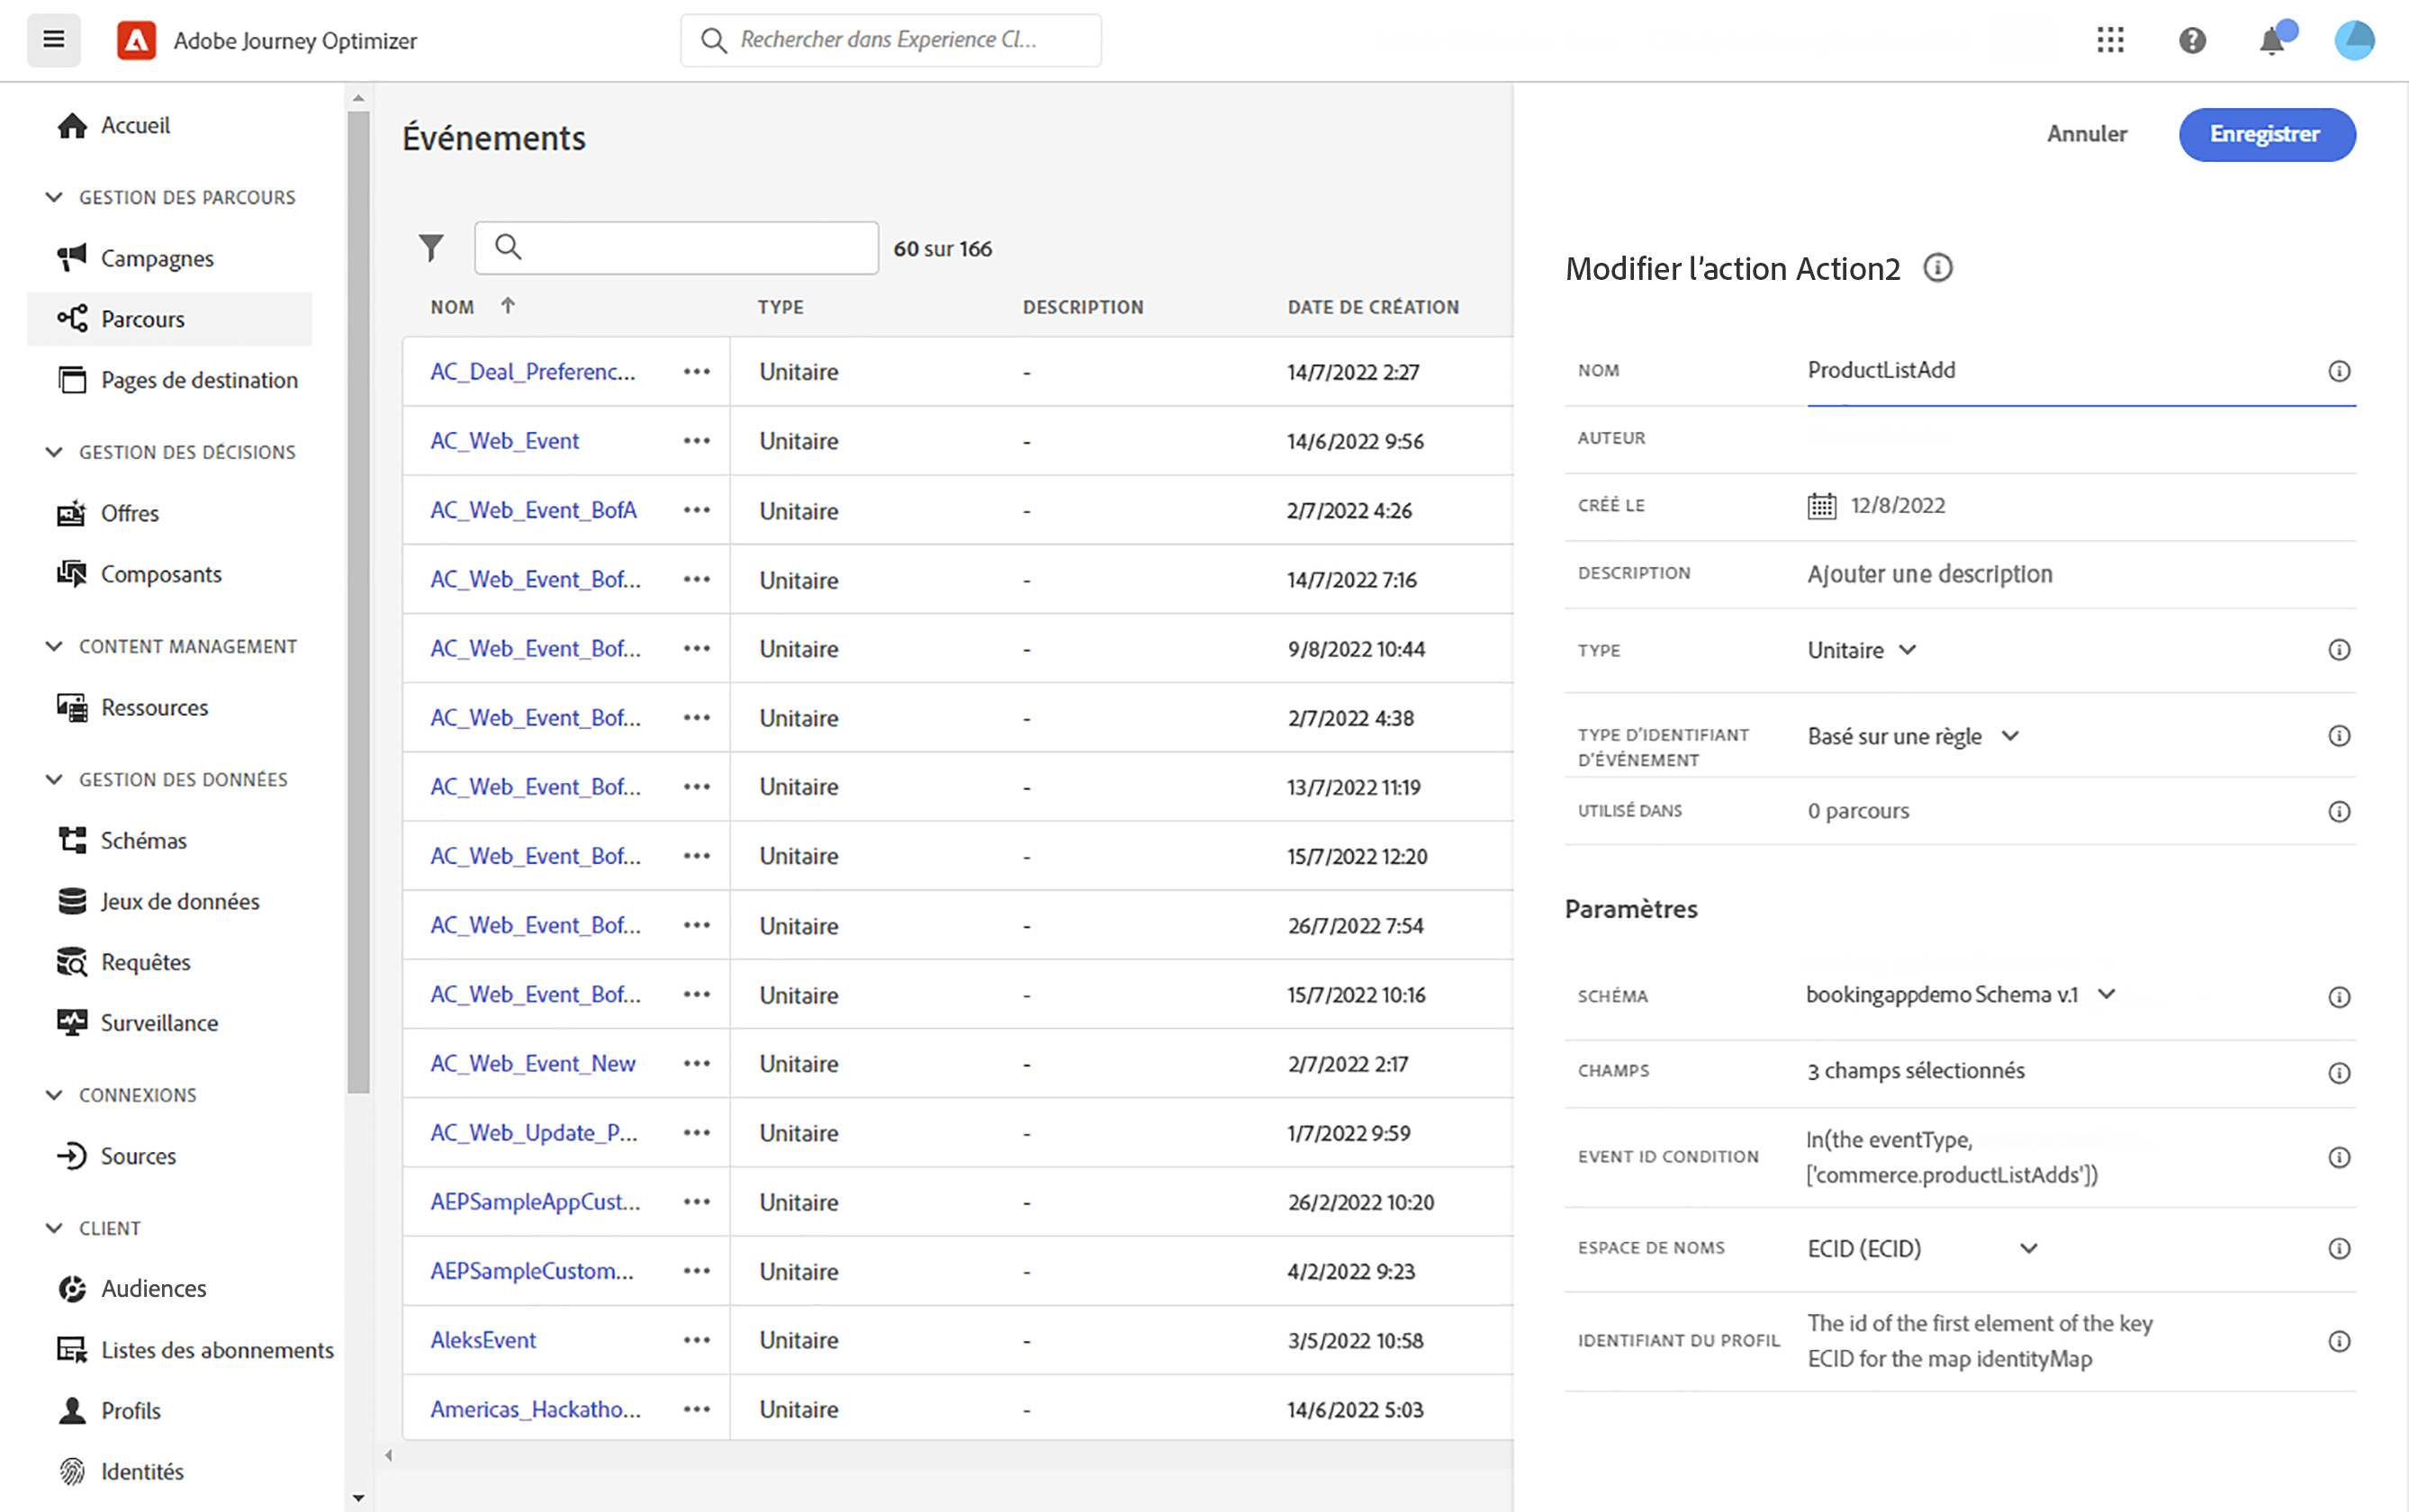 Adobe Journey Optimizer
Rechercher dans Experience Cl...
Accueil
GESTION DES PARCOURS
Campagnes
Parcours
Pages de destination
GESTION DES DÉCISIONS
Offres
Composants
CONTENT MANAGEMENT
Ressources
GESTION DES DONNÉES
Schémas
Jeux de données
Requêtes
Surveillance
CONNEXIONS
Sources
CLIENT
Audiences
Listes des abonnements
Profils
Identités
Événements
60 sur 166
NOM TYPE DESCRIPTION DATE DE CRÉATION
AC_Deal_Preferenc... Unitaire - 14/7/2022 2:27
AC_Web_Event Unitaire - 14/6/2022 9:56
AC_Web_Event_BofA Unitaire - 2/7/2022 4:26
AC_Web_Event_Bof... Unitaire - 14/7/2022 7:16
AC_Web_Event_Bof... Unitaire - 9/8/2022 10:44
AC_Web_Event_Bof... Unitaire - 2/7/2022 4:38
AC_Web_Event_Bof... Unitaire - 13/7/2022 11:19
AC_Web_Event_Bof... Unitaire - 15/7/2022 12:20
AC_Web_Event_Bof... Unitaire - 26/7/2022 7:54
AC_Web_Event_Bof... Unitaire - 15/7/2022 10:16
AC_Web_Event_New Unitaire - 2/7/2022 2:17
AC_Web_Update_P... Unitaire - 1/7/2022 9:59
AEPSampleAppCust... Unitaire - 26/2/2022 10:20
AEPSampleCustom... Unitaire - 4/2/2022 9:23
AleksEvent Unitaire - 3/5/2022 10:58
Americas_Hackatho... Unitaire - 14/6/2022 5:03
Annuler
Enregistrer
Modifier l’action Action2
NOM ProductListAdd
AUTEUR
CRÉÉ LE 12/8/2022
DESCRIPTION Ajouter une description
TYPE Unitaire
TYPE D’IDENTIFIANT
D’ÉVÉNEMENT
Basé sur une règle
UTILISÉ DANS 0 parcours
Paramètres
SCHÉMA bookingappdemo Schema v.1
CHAMPS 3 champs sélectionnés
EVENT ID CONDITION
In(the eventType,
['commerce.productListAdds'])
ESPACE DE NOMS ECID (ECID)
IDENTIFIANT DU PROFIL
The id of the first element of the key
ECID for the map identityMap